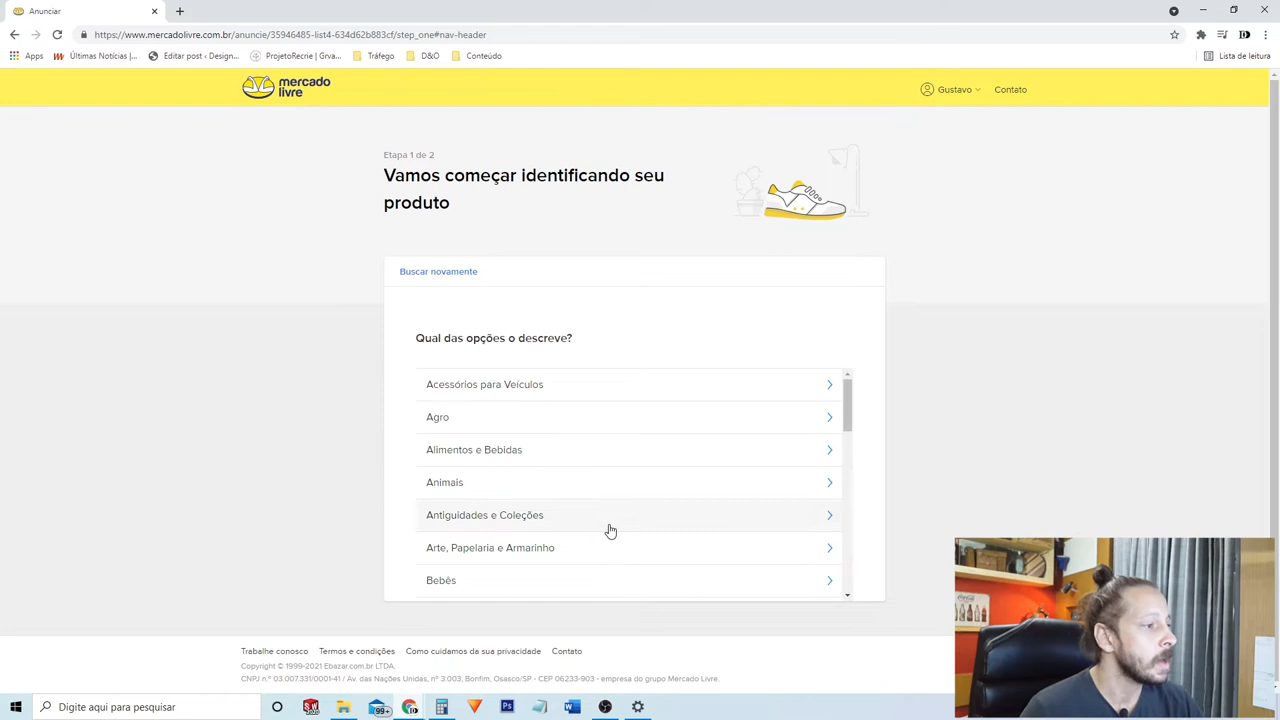 Anunciar
https://www.mercadolivre.com.br/anuncie/35946485-list4-634d62b883cf/step_one#nav-header
Apps
Últimas Notícias |...
Editar post ‹ Design...
ProjetoRecrie | Grva...
Tráfego
D&O
Conteúdo
Lista de leitura
mercado
livre
Gustavo
Contato
Etapa 1 de 2
Vamos começar identificando seu
produto
Buscar novamente
Qual das opções o descreve?
Acessórios para Veículos
Agro
Alimentos e Bebidas
Animais
Antiguidades e Coleções
Arte, Papelaria e Armarinho
Bebês
Trabalhe conosco
Termos e condições
Como cuidamos da sua privacidade
Contato
Copyright © 1999-2021 Ebazar.com.br LTDA.
CNPJ n.º 03.007.331/0001-41 / Av. das Nações Unidas, nº 3.003, Bonfim, Osasco/SP - CEP 06233-903 - empresa do grupo Mercado Livre.
Digite aqui para pesquisar
99+